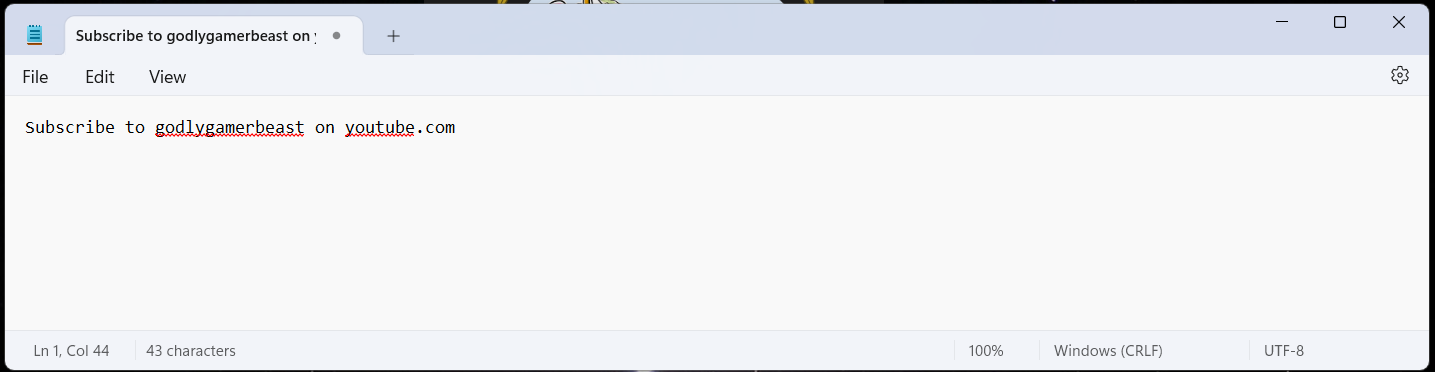 Subscribe to godlygamerbeast on
File Edit View
Subscribe to godlygamerbeast on youtube.com
Ln 1, Col 44 43 characters 100% Windows (CRLF) UTF-8